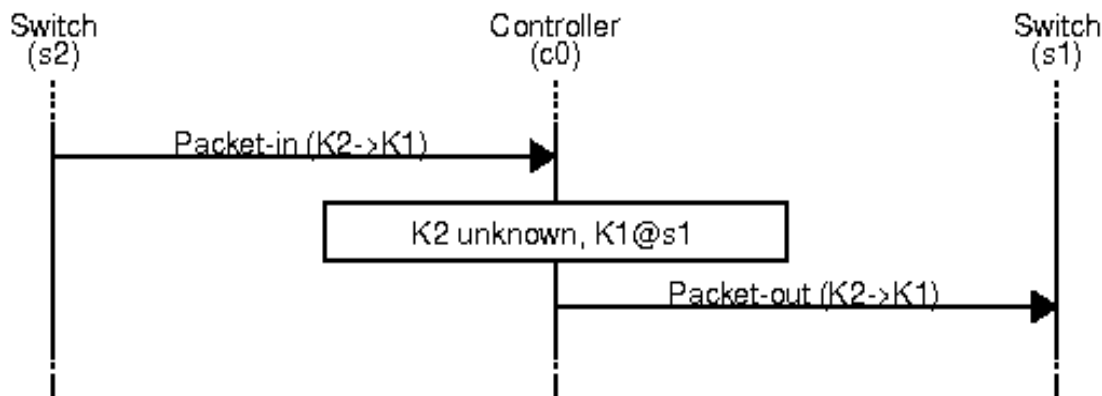 Switch
(s2)
Controller
(c0)
Switch
(s1)
Packet-in (K2->K1)
K2 unknown, K1@s1
Packet-out (K2->K1)